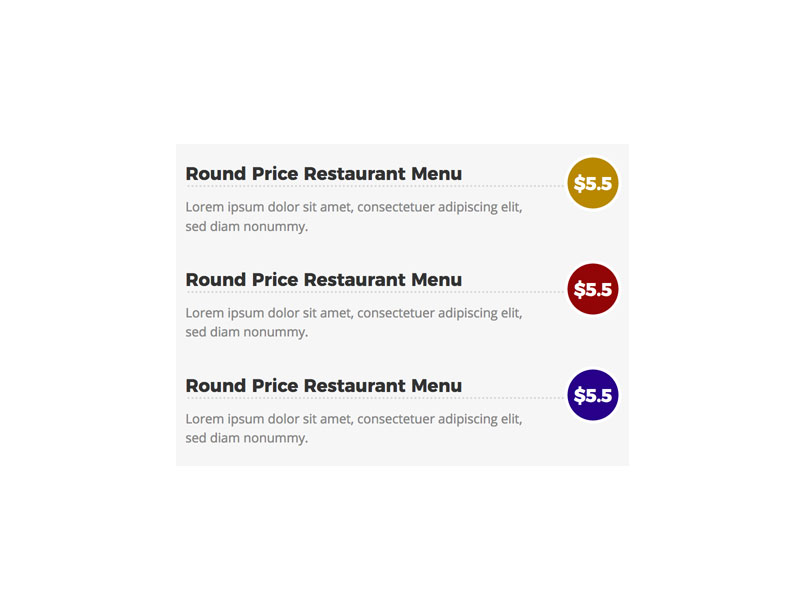 Round Price Restaurant Menu
$5.5
Lorem ipsum dolor sit amet, consectetuer adipiscing elit,
sed diam nonummy.
Round Price Restaurant Menu
$5.5
Lorem ipsum dolor sit amet, consectetuer adipiscing elit,
sed diam nonummy.
Round Price Restaurant Menu
$5.5
Lorem ipsum dolor sit amet, consectetuer adipiscing elit,
sed diam nonummy.